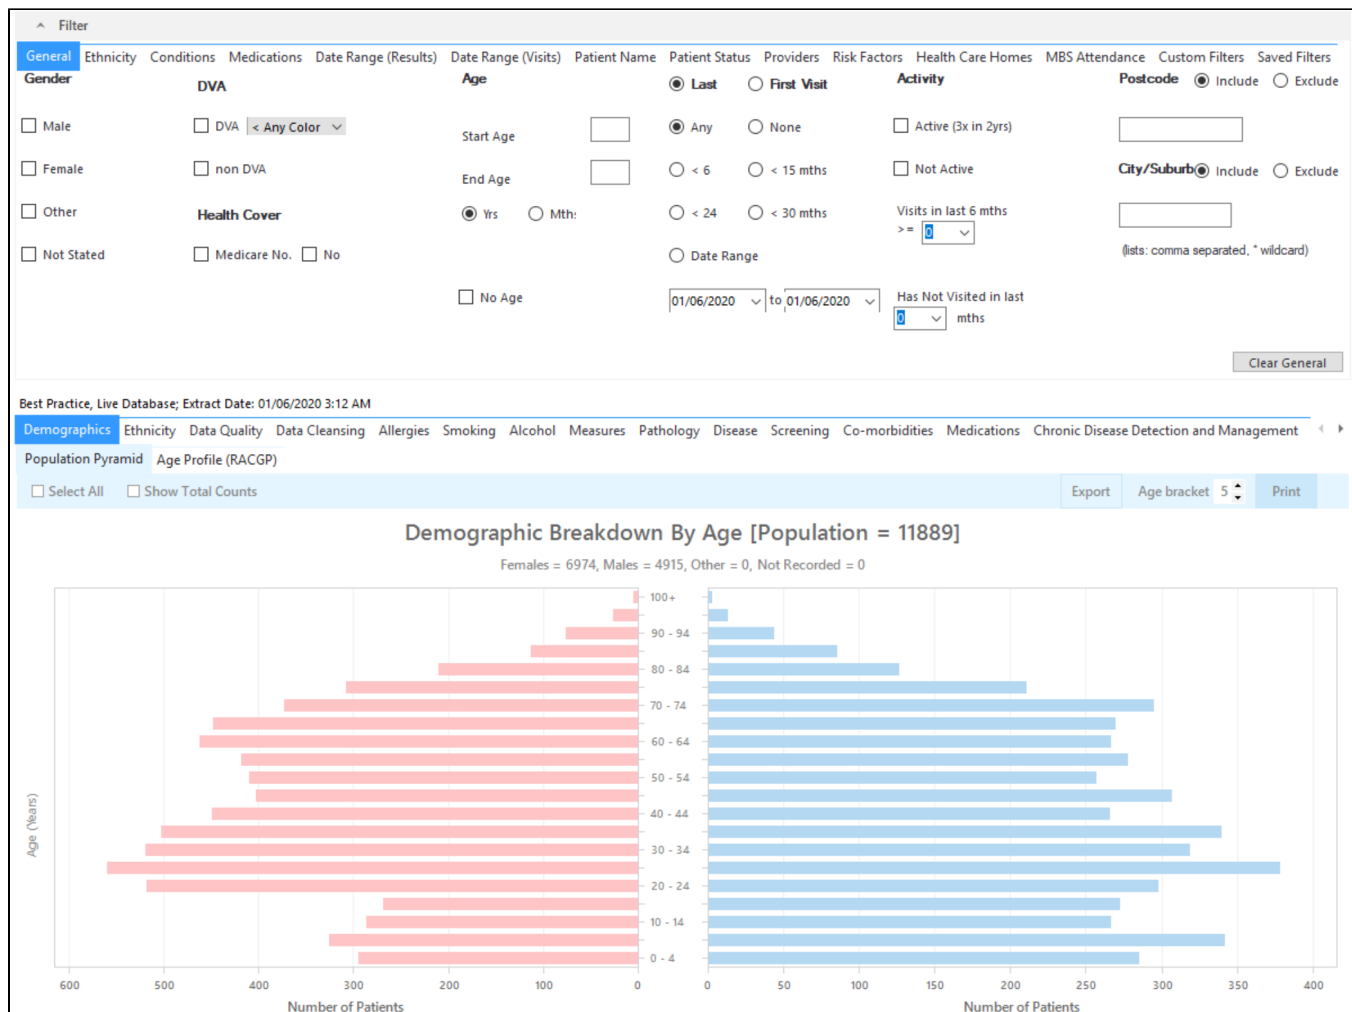 Filter
General Ethnicity Conditions Medications Date Range (Results) Date Range (Visits) Patient Name Patient Status Providers Risk Factors Health Care Homes MBS Attendance Custom Filters Saved Filters
Gender DVA Age Last First Visit Activity Postcode Include Exclude
Male DVA < Any Color Start Age Any None Active (3x in 2yrs)
Female non DVA End Age < 6 < 15 mths Not Active City/Suburb Include Exclude
Other Health Cover Yrs Mths < 24 < 30 mths Visits in last 6 mths
>= 0
Not Stated Medicare No. No Date Range (lists: comma separated, * wildcard)
No Age 01/06/2020 to 01/06/2020 Has Not Visited in last
0 mths
Clear General
Best Practice, Live Database; Extract Date: 01/06/2020 3:12 AM
Demographics Ethnicity Data Quality Data Cleansing Allergies Smoking Alcohol Measures Pathology Disease Screening Co-morbidities Medications Chronic Disease Detection and Management
Population Pyramid Age Profile (RACGP)
Select All Show Total Counts Export Age bracket 5 Print
Demographic Breakdown By Age [Population = 11889]
Females = 6974, Males = 4915, Other = 0, Not Recorded = 0
100+
90 - 94
80 - 84
70 - 74
60 - 64
50 - 54
40 - 44
30 - 34
20 - 24
10 - 14
0 - 4
Age (Years)
600 500 400 300 200 100 0 0 50 100 150 200 250 300 350 400
Number of Patients Number of Patients